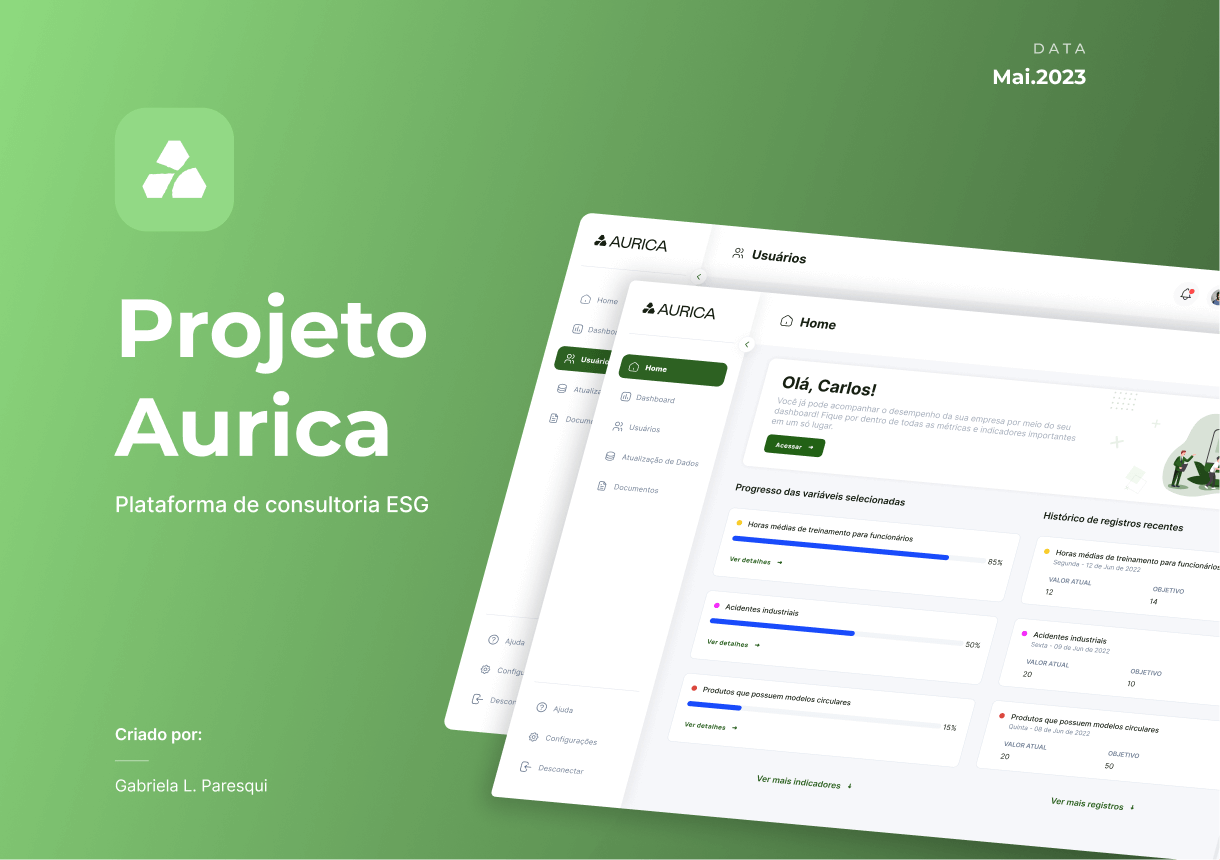 DATA
Mai.2023
Projeto
Aurica
Plataforma de consultoria ESG
Criado por:
Gabriela L. Paresqui
AURICA
Usuários
Home
AURICA
Home
Olá, Carlos!
Você já pode acompanhar o desempenho da sua empresa por meio do seu
dashboard! Fique por dentro de todas as métricas e indicadores importantes
em um só lugar.
Acessar
Home
Dashboard
Usuários
Atualização de Dados
Documentos
Ajuda
Configurações
Desconectar
Ajuda
Progresso das variáveis selecionadas
Horas médias de treinamento para funcionários
85%
Ver detalhes
Acidentes industriais
50%
Ver detalhes
Produtos que possuem modelos circulares
15%
Ver detalhes
Ver mais indicadores
Histórico de registros recentes
Horas médias de treinamento para funcionários
Segunda - 12 de Jun de 2022
VALOR ATUAL
12
OBJETIVO
14
Acidentes industriais
Sexta - 09 de Jun de 2022
VALOR ATUAL
20
OBJETIVO
10
Produtos que possuem modelos circulares
Quinta - 08 de Jun de 2022
VALOR ATUAL
20
OBJETIVO
50
Ver mais registros